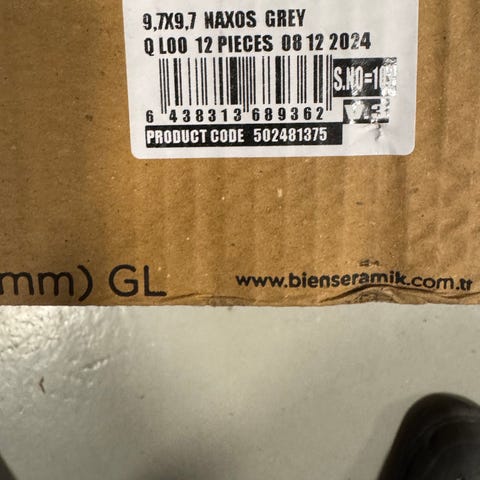 9,7X9,7 NAXOS GREY
Q L00 12 PIECES 08 12 2024
6 438313 689362
PRODUCT CODE 502481375
mm) GL www.bienseramik.com.tr